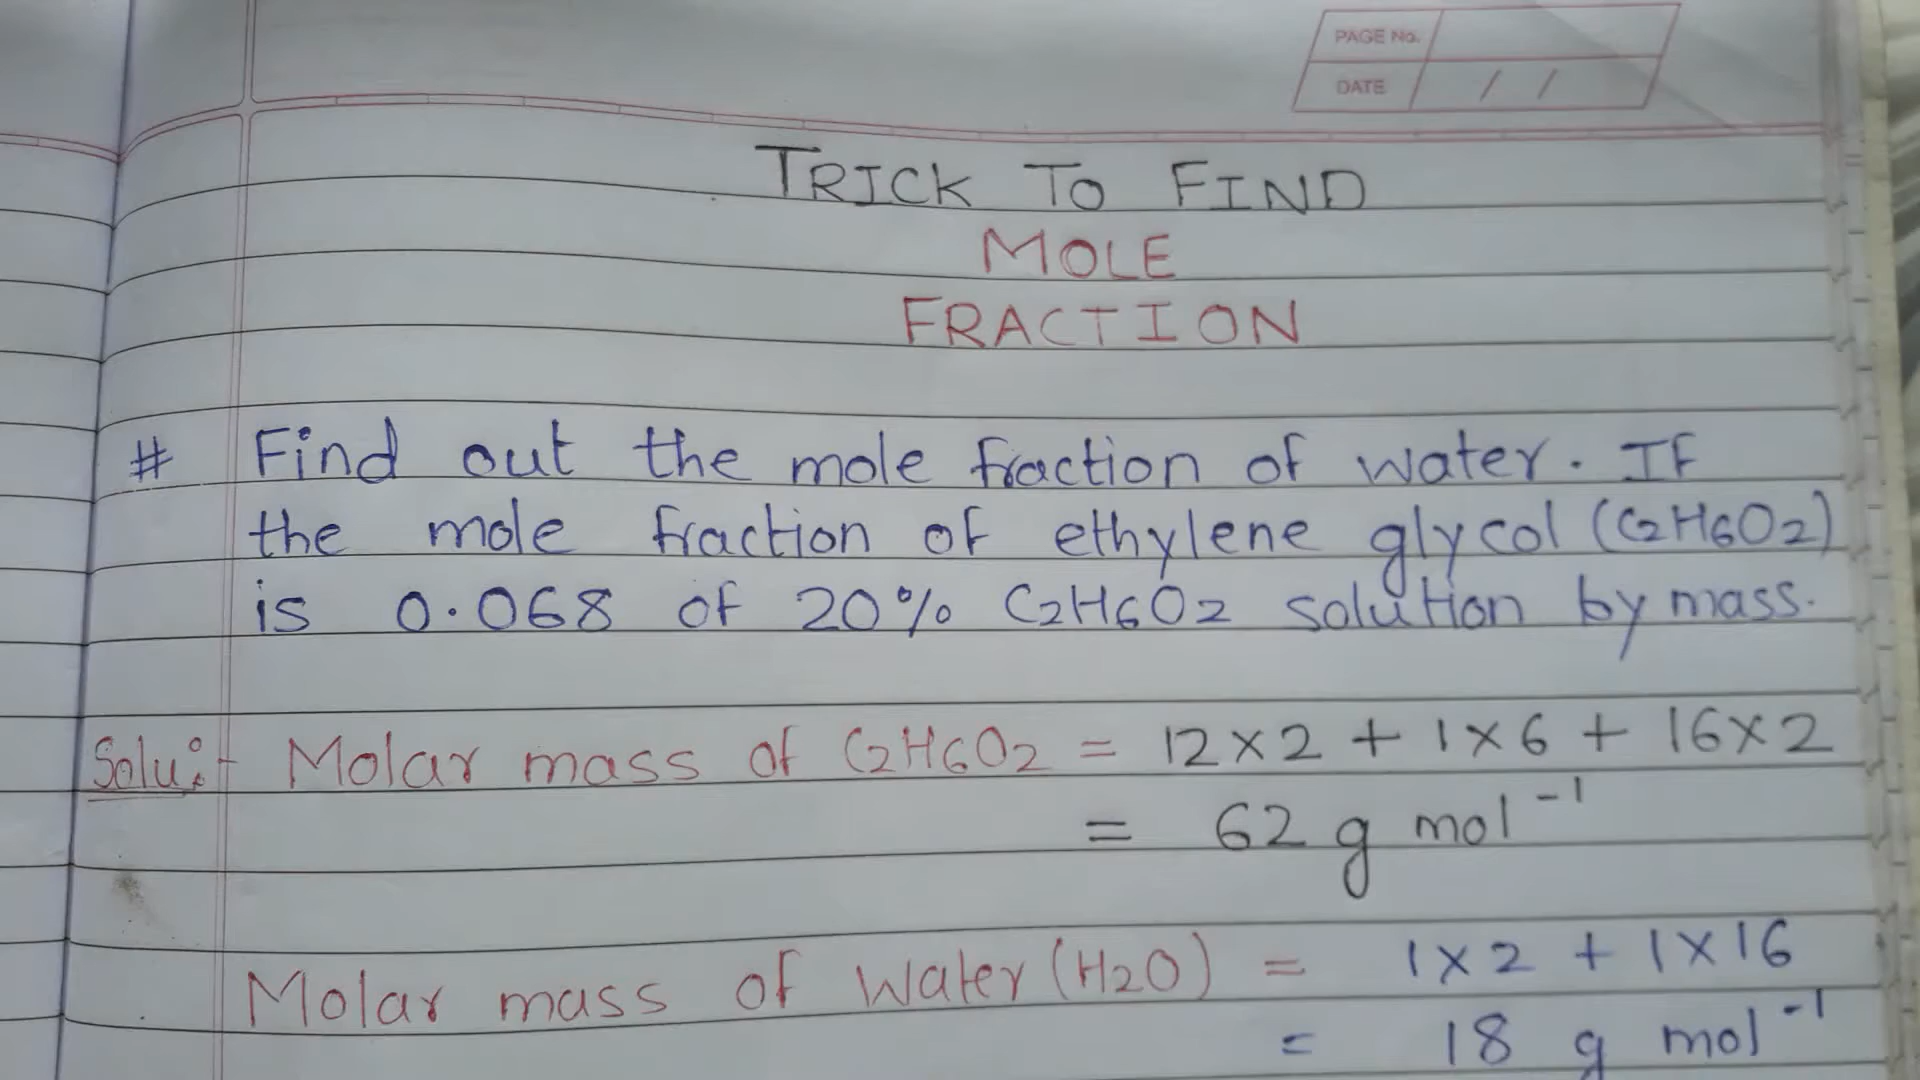 PAGE No.
DATE / /
TRICK TO FIND
MOLE
FRACTION
# Find out the mole fraction of water. If
the mole fraction of ethylene glycol (C2H6O2)
is 0.068 of 20% C2H6O2 solution by mass.
Solu:- Molar mass of C2H6O2 = 12×2 + 1×6 + 16×2
= 62 g mol⁻¹
Molar mass of Water (H2O) = 1×2 + 1×16
= 18 g mol⁻¹